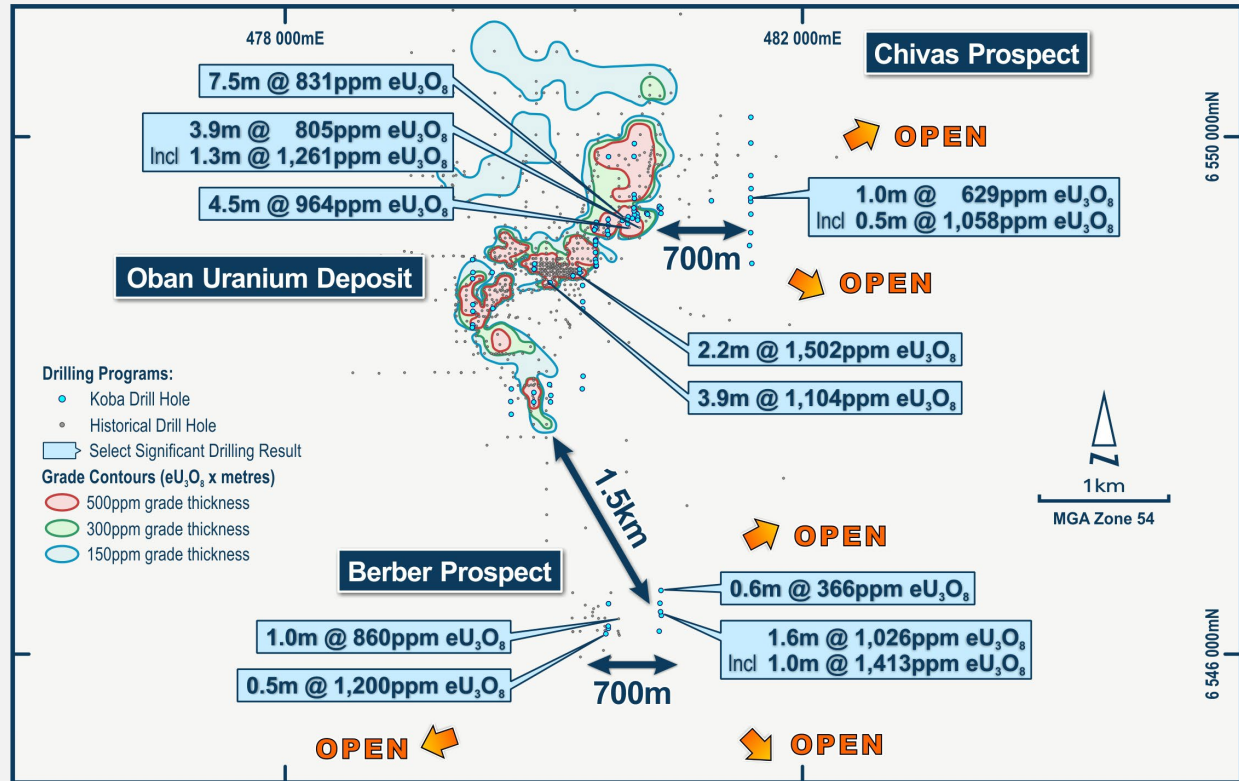 478 000mE
482 000mE
Chivas Prospect
7.5m @ 831ppm eU₃O₈
3.9m @ 805ppm eU₃O₈
Incl 1.3m @ 1,261ppm eU₃O₈
4.5m @ 964ppm eU₃O₈
OPEN
6 550 000mN
1.0m @ 629ppm eU₃O₈
Incl 0.5m @ 1,058ppm eU₃O₈
700m
Oban Uranium Deposit
OPEN
2.2m @ 1,502ppm eU₃O₈
3.9m @ 1,104ppm eU₃O₈
Drilling Programs:
Koba Drill Hole
Historical Drill Hole
Select Significant Drilling Result
Grade Contours (eU₃O₈ x metres)
500ppm grade thickness
300ppm grade thickness
150ppm grade thickness
N
1km
MGA Zone 54
1.5km
OPEN
Berber Prospect
0.6m @ 366ppm eU₃O₈
1.0m @ 860ppm eU₃O₈
1.6m @ 1,026ppm eU₃O₈
Incl 1.0m @ 1,413ppm eU₃O₈
0.5m @ 1,200ppm eU₃O₈
700m
6 546 000mN
OPEN
OPEN